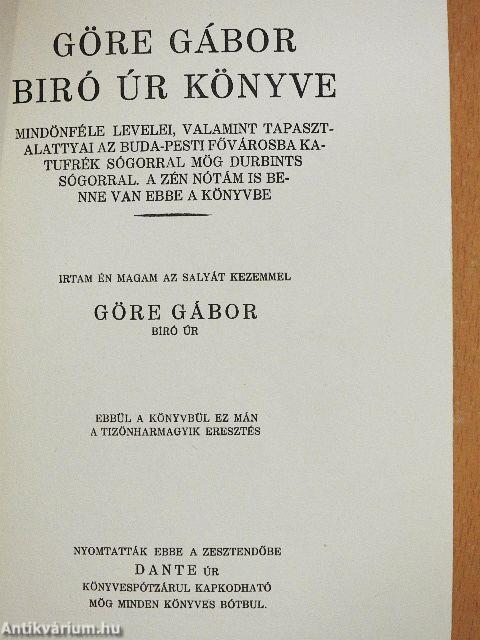 GÖRE GÁBOR
BIRÓ ÚR KÖNYVE
MINDÖNFÉLE LEVELEI, VALAMINT TAPASZT-
ALATTYAI AZ BUDA-PESTI FŐVÁROSBA KA-
TUFRÉK SÓGORRAL MÖG DURBINTS
SÓGORRAL. A ZÉN NÓTÁM IS BE-
NNE VAN EBBE A KÖNYVBE
IRTAM ÉN MAGAM AZ SALYÁT KEZEMMEL
GÖRE GÁBOR
BIRÓ ÚR
EBBÜL A KÖNYVBÜL EZ MÁN
A TIZÖNHARMAGYIK ERESZTÉS
NYOMTATTÁK EBBE A ZESZTENDŐBE
DANTE ÚR
KÖNYVESPÓTZÁRUL KAPKODHATÓ
MÖG MINDEN KÖNYVES BÓTBUL.
Antikvárium.hu